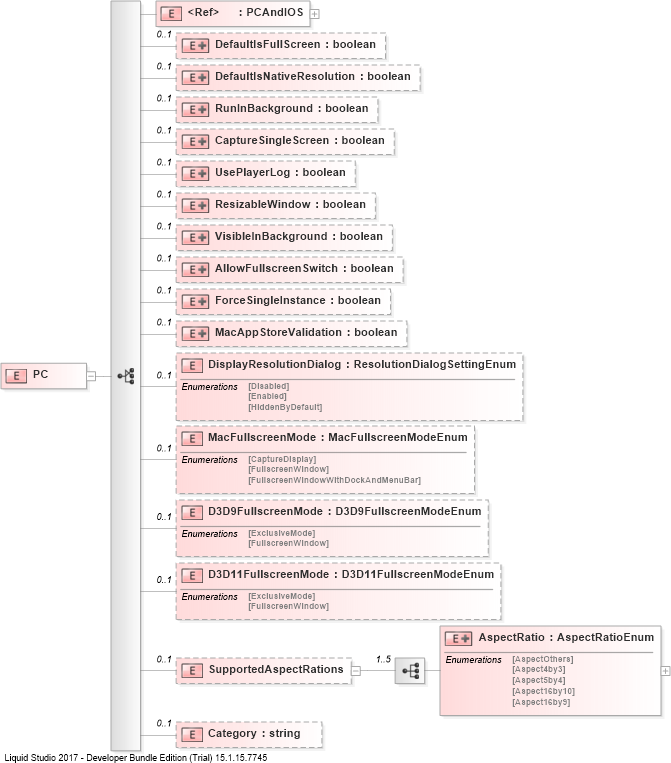 E <Ref> : PCAndIOS
0..1
E DefaultIsFullScreen : boolean
0..1
E DefaultIsNativeResolution : boolean
0..1
E RunInBackground : boolean
0..1
E CaptureSingleScreen : boolean
0..1
E UsePlayerLog : boolean
0..1
E ResizableWindow : boolean
0..1
E VisibleInBackground : boolean
0..1
E AllowFullscreenSwitch : boolean
0..1
E ForceSingleInstance : boolean
0..1
E MacAppStoreValidation : boolean
E PC
0..1
E DisplayResolutionDialog : ResolutionDialogSettingEnum
Enumerations [Disabled]
[Enabled]
[HiddenByDefault]
0..1
E MacFullscreenMode : MacFullscreenModeEnum
Enumerations [CaptureDisplay]
[FullscreenWindow]
[FullscreenWindowWithDockAndMenuBar]
0..1
E D3D9FullscreenMode : D3D9FullscreenModeEnum
Enumerations [ExclusiveMode]
[FullscreenWindow]
0..1
E D3D11FullscreenMode : D3D11FullscreenModeEnum
Enumerations [ExclusiveMode]
[FullscreenWindow]
0..1
E SupportedAspectRations
1..5
E AspectRatio : AspectRatioEnum
Enumerations [AspectOthers]
[Aspect4by3]
[Aspect5by4]
[Aspect16by10]
[Aspect16by9]
0..1
E Category : string
Liquid Studio 2017 - Developer Bundle Edition (Trial) 15.1.15.7745